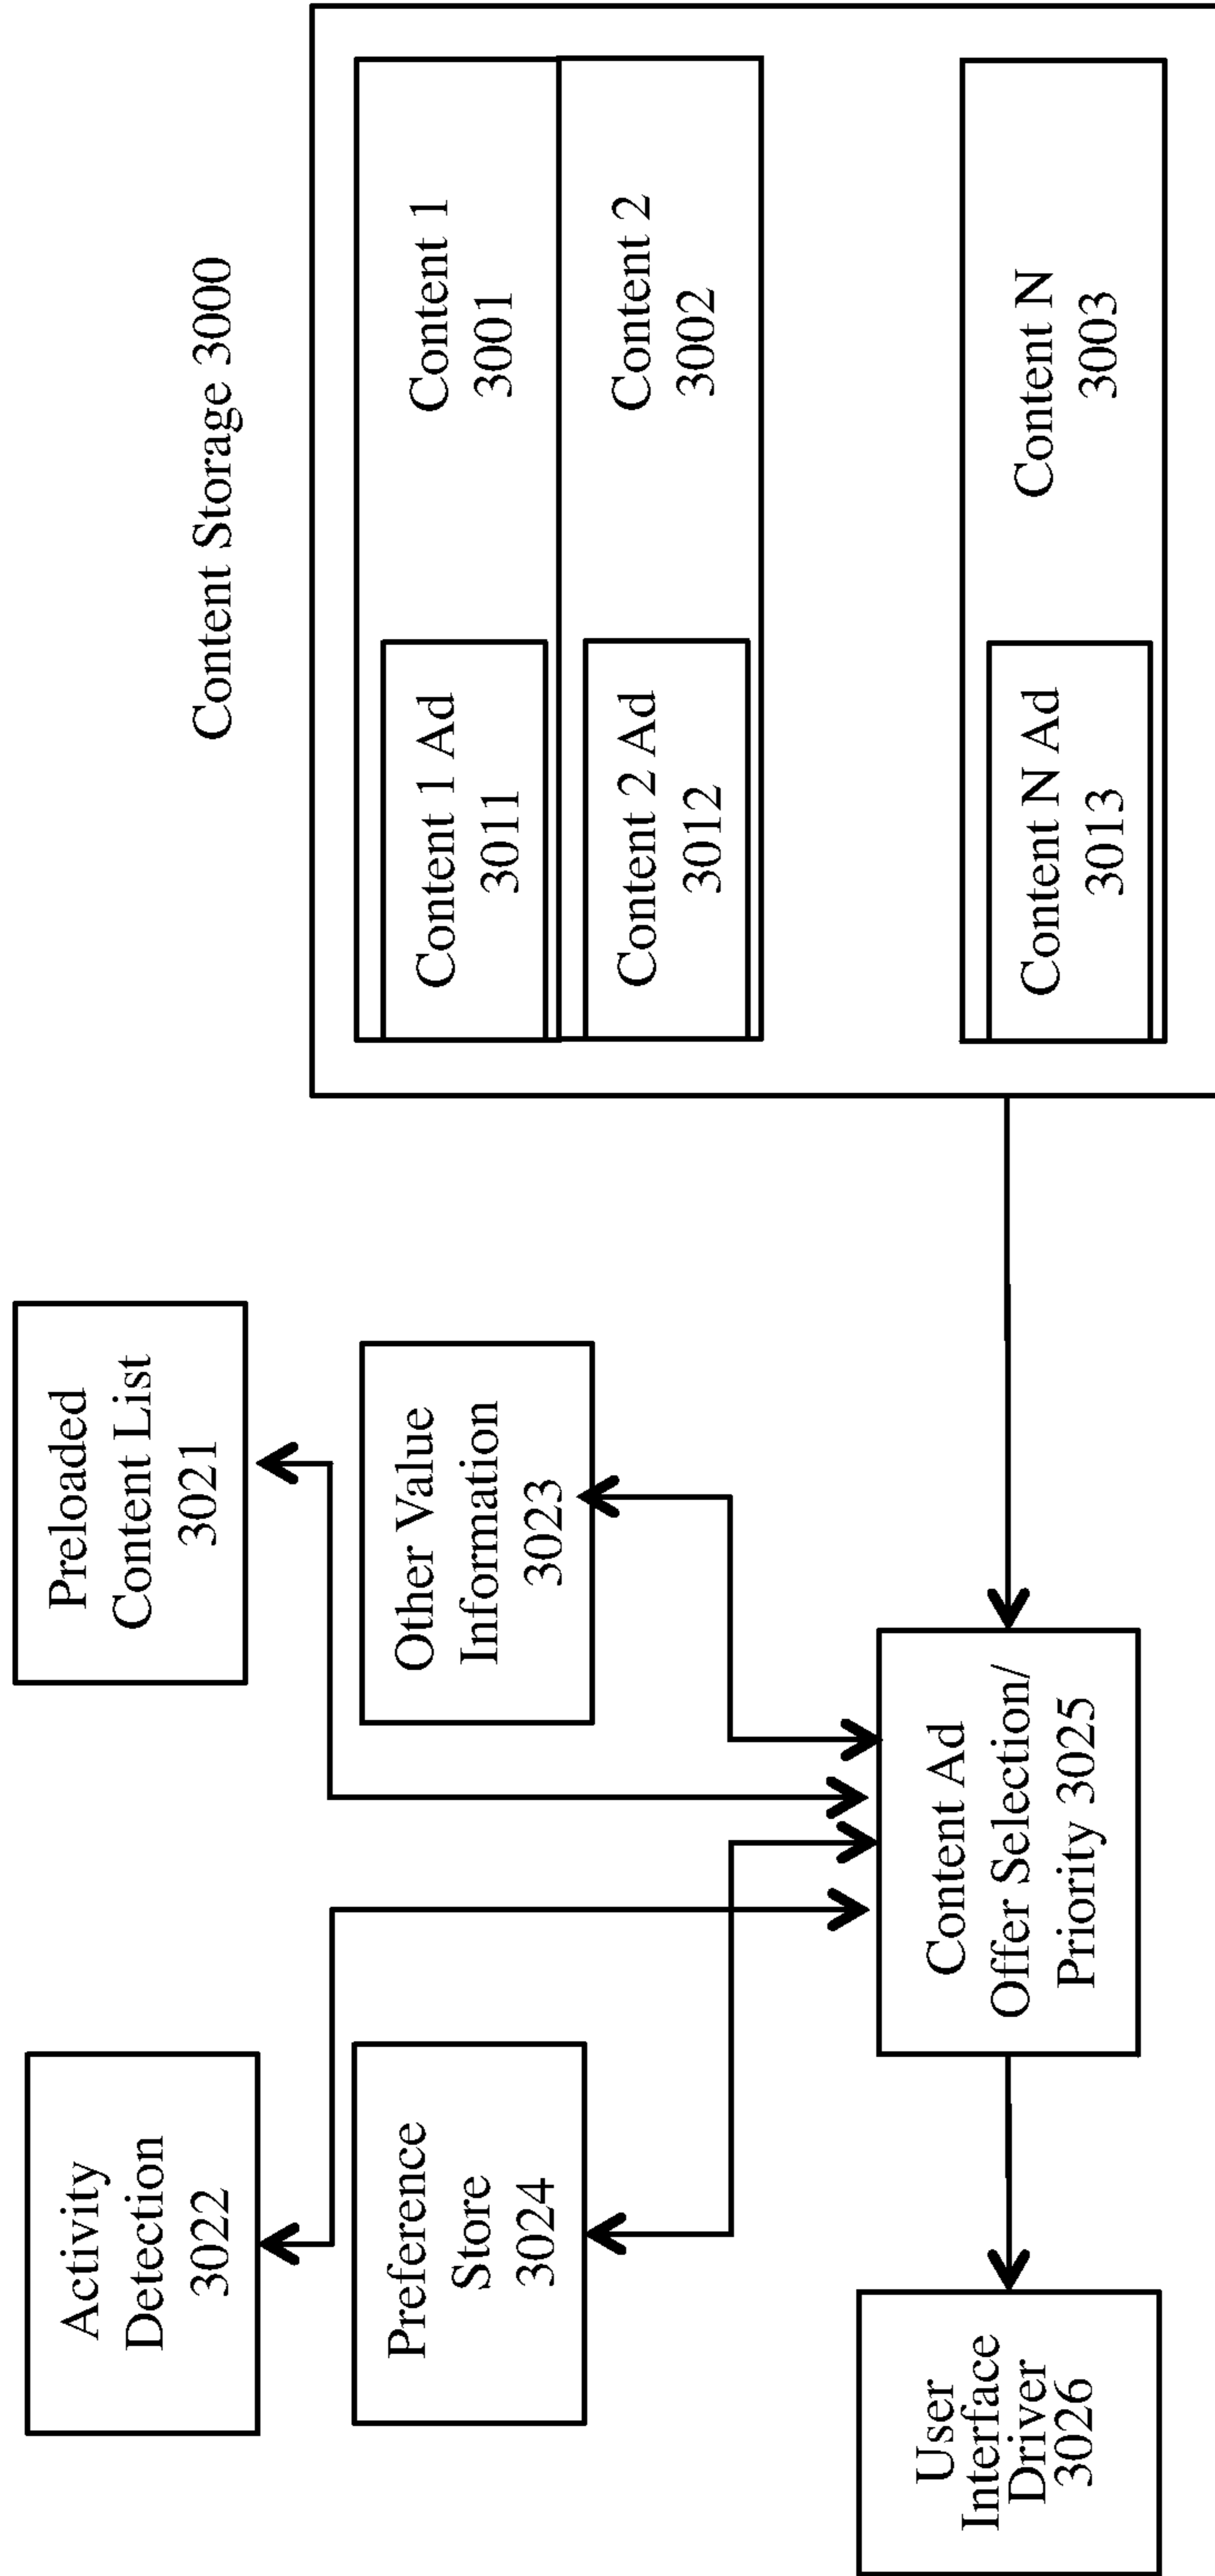 Content Storage 3000
Activity
Detection
3022
Preloaded
Content List
3021
Preference
Store
3024
Other Value
Information
3023
User
Interface
Driver
3026
Content Ad
Offer Selection/
Priority 3025
Content 1 Ad
3011
Content 1
3001
Content 2 Ad
3012
Content 2
3002
Content N Ad
3013
Content N
3003